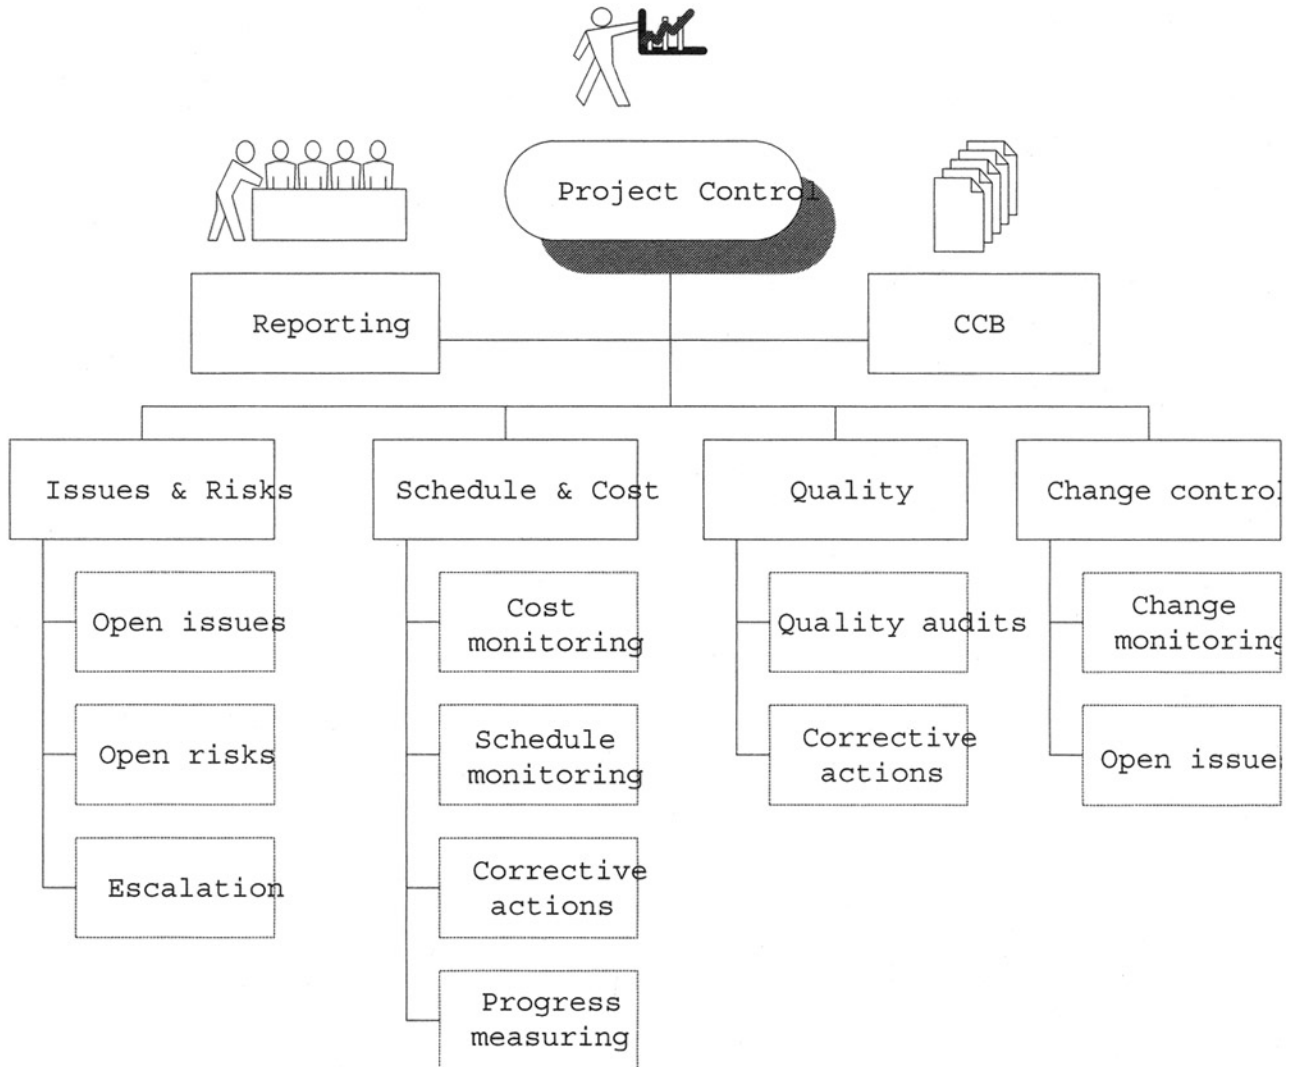 Project Control
Reporting
CCB
Issues & Risks
Schedule & Cost
Quality
Change control
Open issues
Cost
monitoring
Quality audits
Change
monitoring
Open risks
Schedule
monitoring
Corrective
actions
Open issues
Escalation
Corrective
actions
Progress
measuring